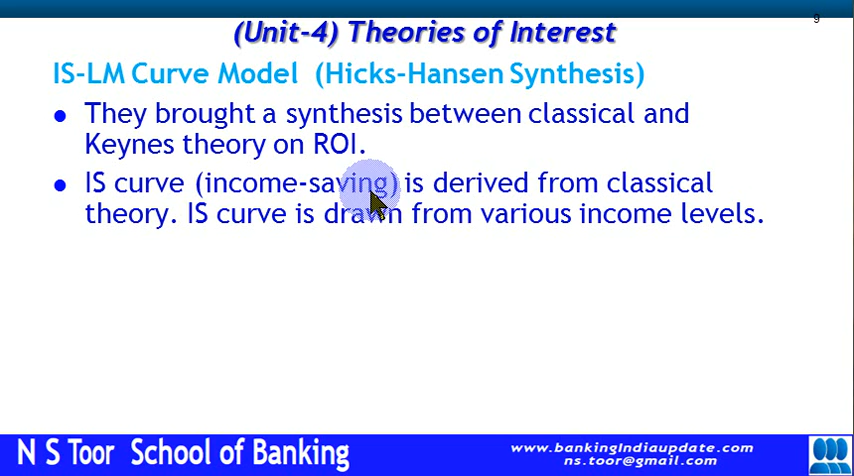 9
(Unit-4) Theories of Interest
IS-LM Curve Model (Hicks-Hansen Synthesis)
• They brought a synthesis between classical and
Keynes theory on ROI.
• IS curve (income-saving) is derived from classical
theory. IS curve is drawn from various income levels.
N S Toor School of Banking
www.bankingindiaupdate.com
ns.toor@gmail.com